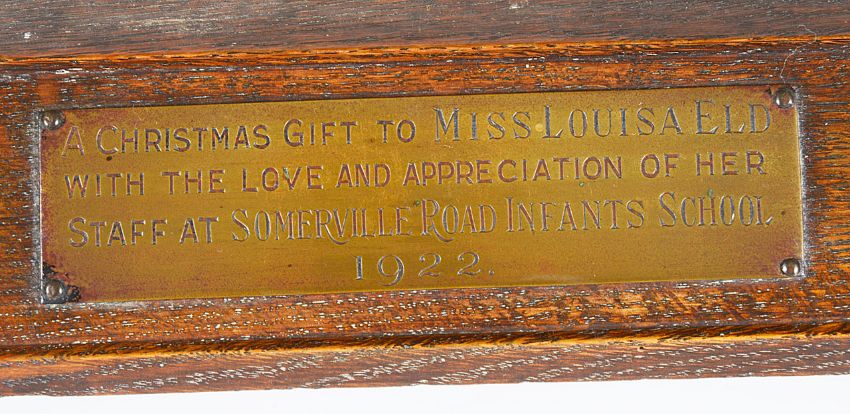 A CHRISTMAS GIFT TO MISS LOUISA ELD
WITH THE LOVE AND APPRECIATION OF HER
STAFF AT SOMERVILLE ROAD INFANTS SCHOOL
1922.